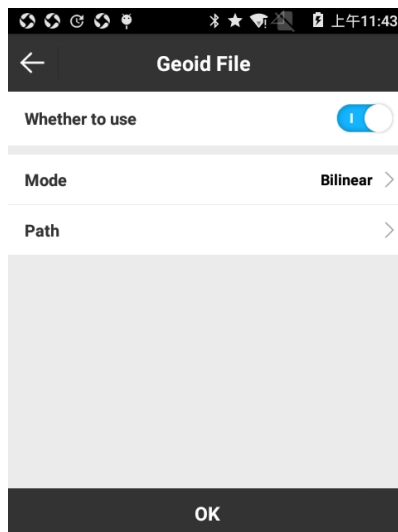 上午11:43
Geoid File
Whether to use
Mode Bilinear
Path
OK